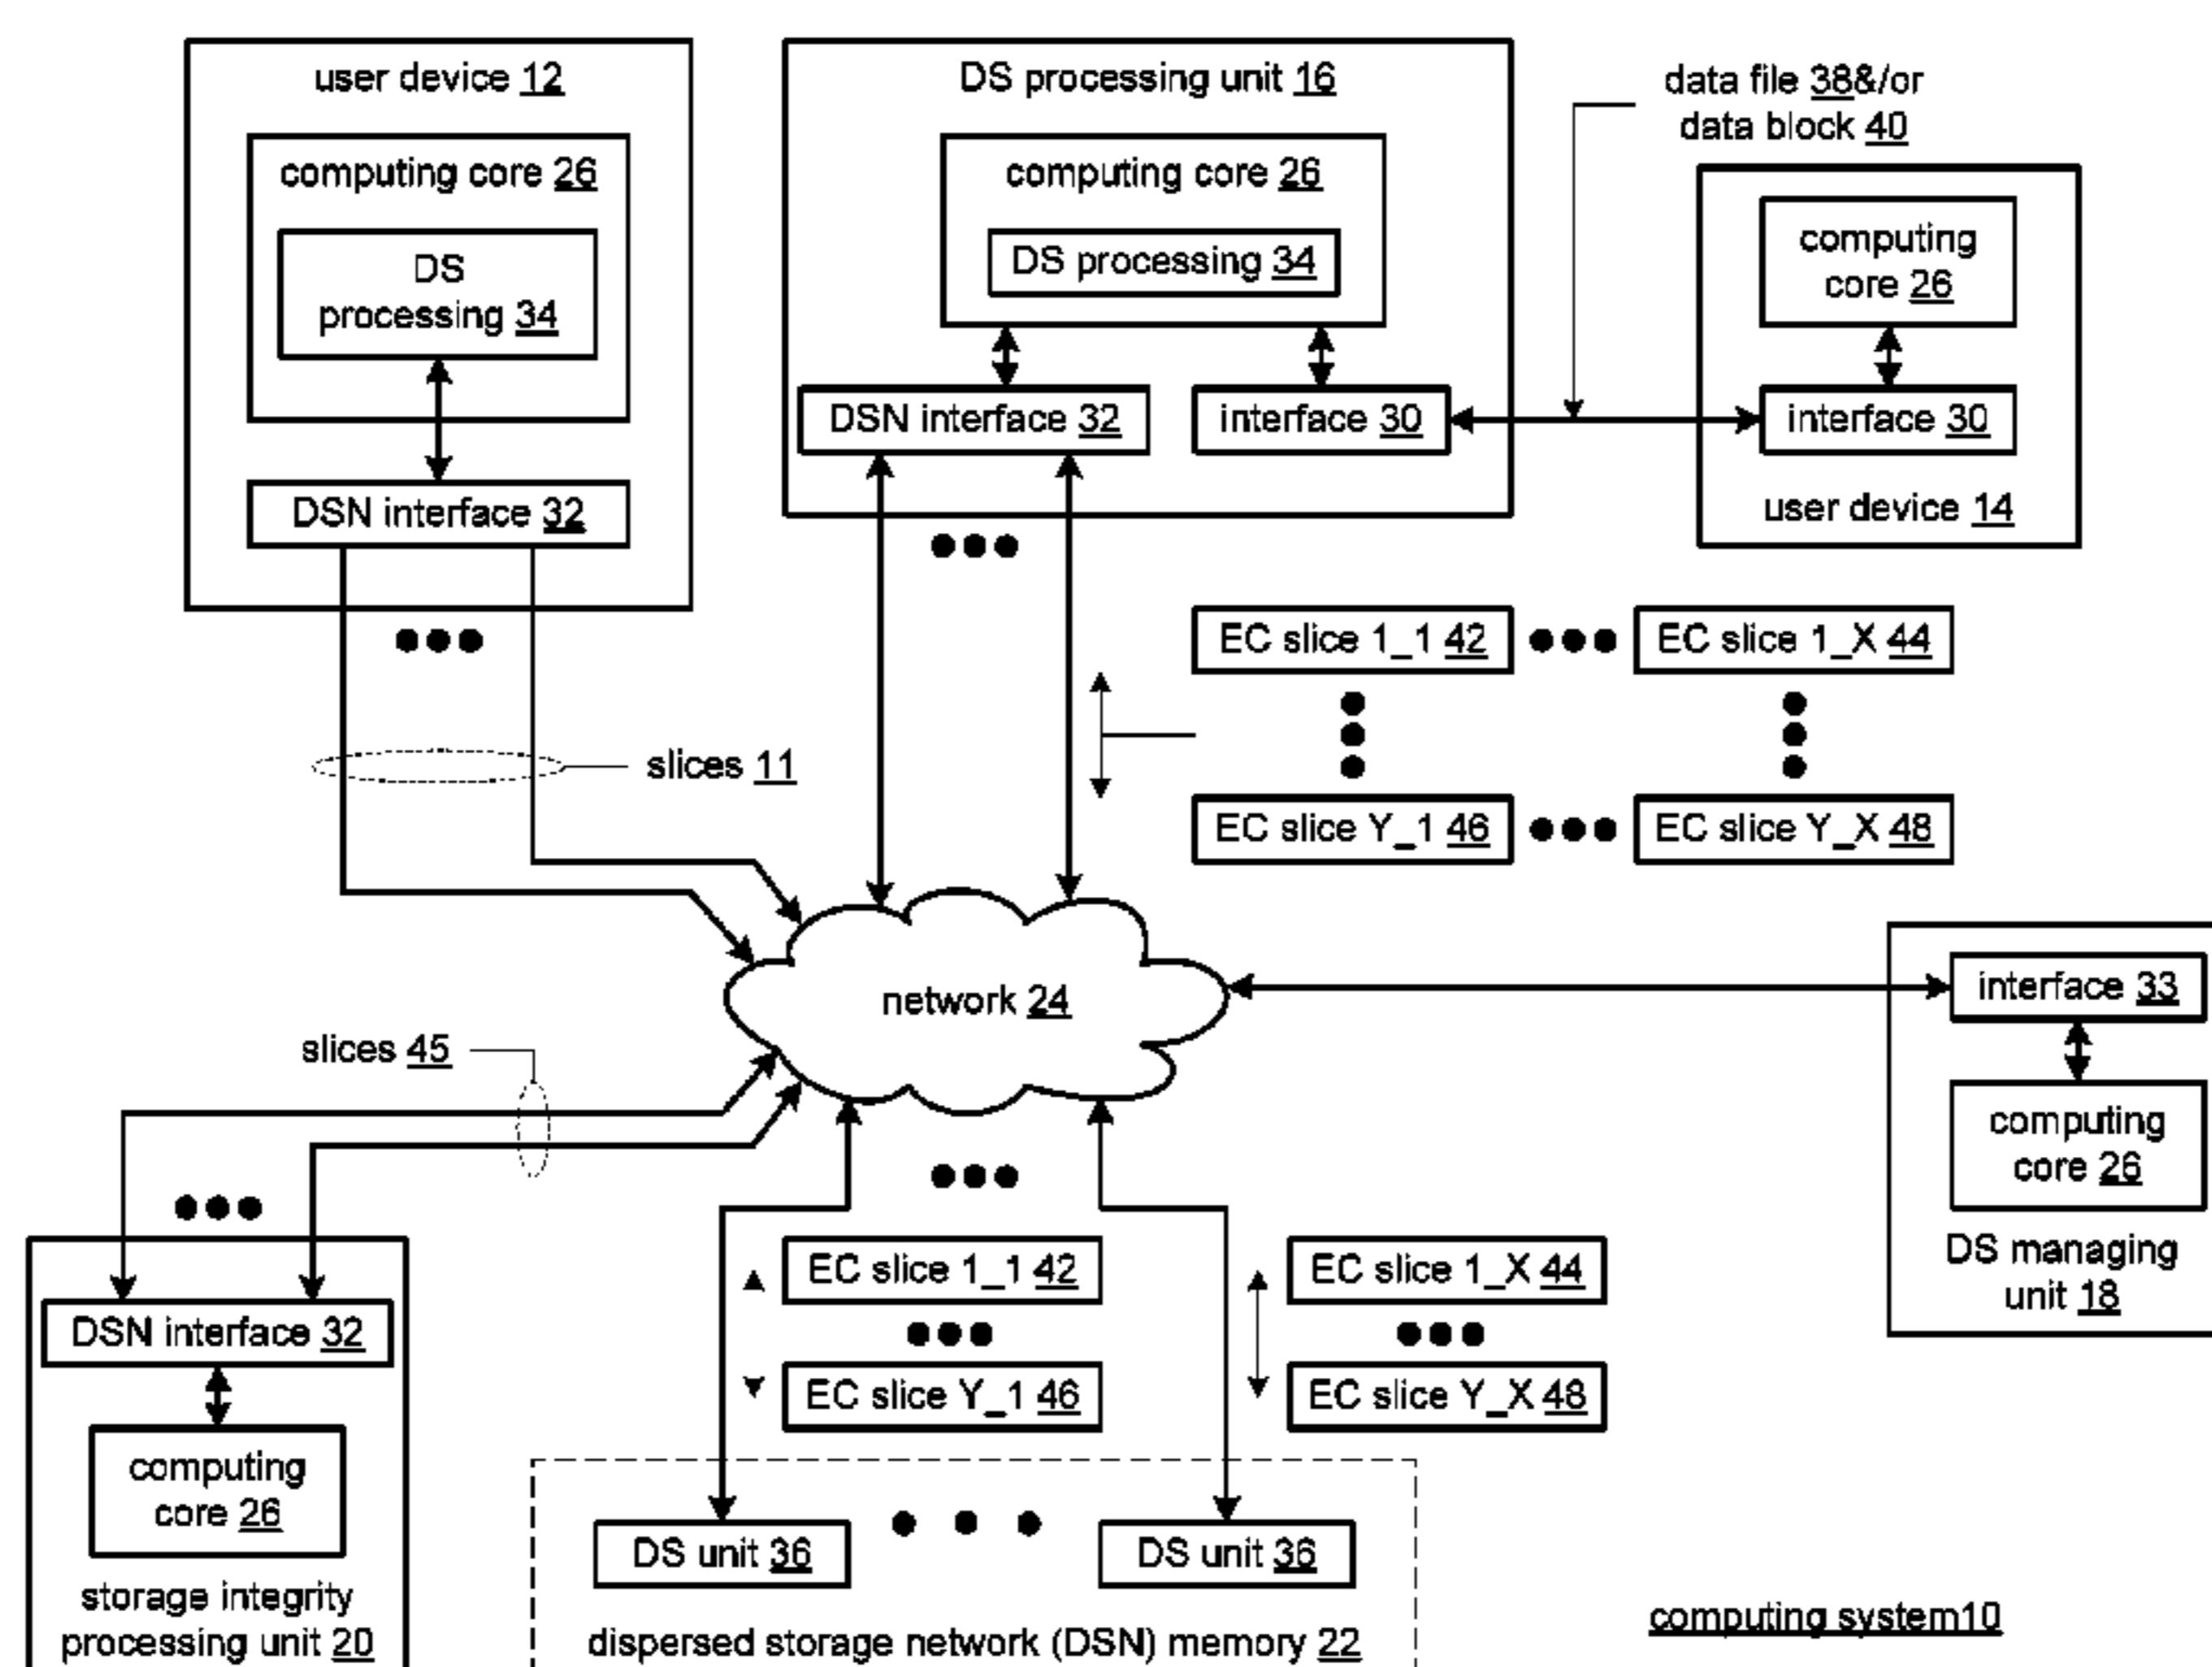 user device 12
computing core 26
DS
processing 34
DSN interface 32
DS processing unit 16
computing core 26
DS processing 34
DSN interface 32
interface 30
data file 38&/or
data block 40
computing
core 26
interface 30
user device 14
slices 11
EC slice 1_1 42
EC slice 1_X 44
EC slice Y_1 46
EC slice Y_X 48
network 24
interface 33
computing
core 26
DS managing
unit 18
slices 45
DSN interface 32
computing
core 26
storage integrity
processing unit 20
EC slice 1_1 42
EC slice Y_1 46
EC slice 1_X 44
EC slice Y_X 48
DS unit 36
DS unit 36
dispersed storage network (DSN) memory 22
computing system10